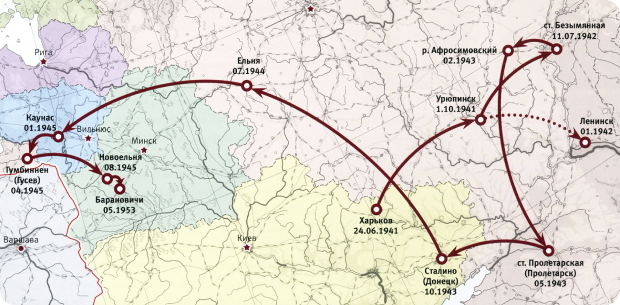 ст. Безымянная
11.07.1942
Рига
р. Афросимовский
02.1943
Ельня
07.1944
Урюпинск
1.10.1941
Каунас
01.1945
Ленинск
01.1942
Вильнюс
Минск
Новоельня
08.1945
Гумбиннен
(Гусев)
04.1945
Барановичи
05.1953
Харьков
24.06.1941
Варшава
Киев
ст. Пролетарская
(Пролетарск)
05.1943
Сталино
(Донецк)
10.1943